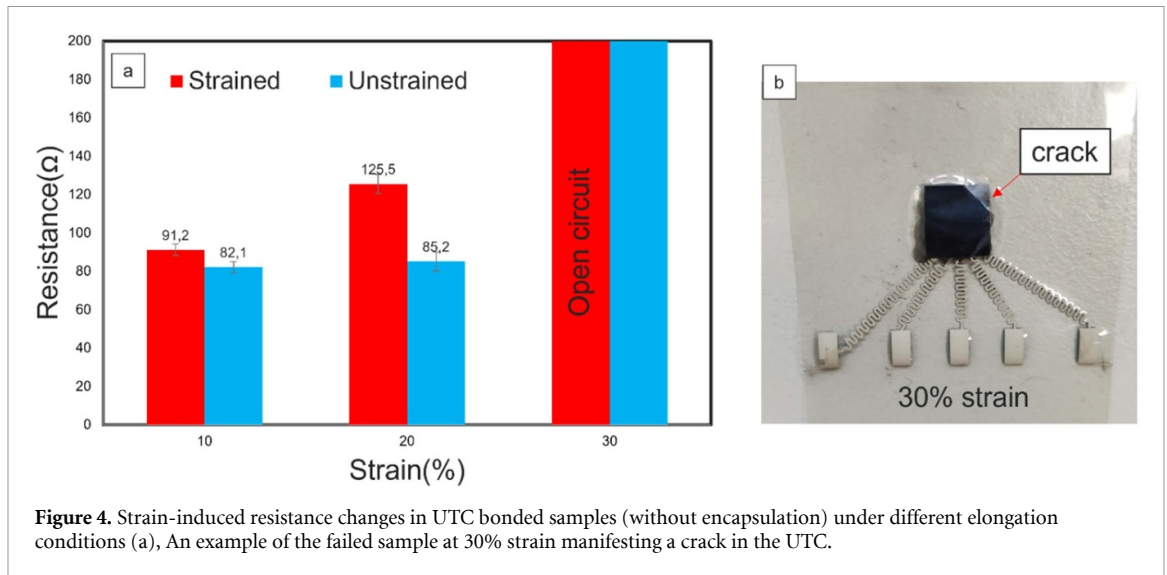 200
180
160
140
120
100
80
60
40
20
0
Resistance(Ω)
a
Strained
Unstrained
91,2
82,1
125,5
85,2
Open circuit
10
20
30
Strain(%)
b
crack
30% strain
Figure 4. Strain-induced resistance changes in UTC bonded samples (without encapsulation) under different elongation
conditions (a), An example of the failed sample at 30% strain manifesting a crack in the UTC.